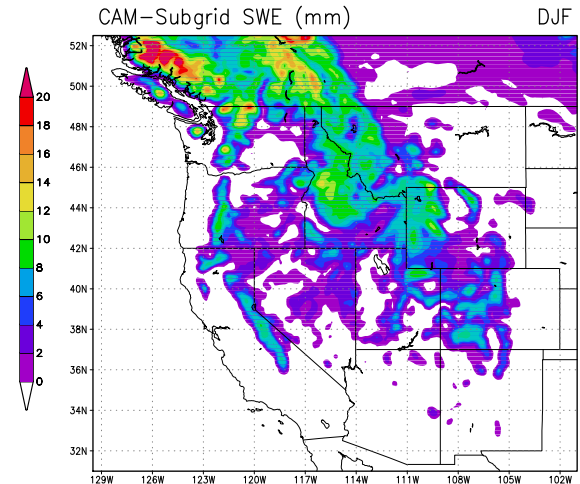 CAM-Subgrid SWE (mm) DJF
20
18
16
14
12
10
8
6
4
2
0
52N
50N
48N
46N
44N
42N
40N
38N
36N
34N
32N
129W 126W 123W 120W 117W 114W 111W 108W 105W 102W